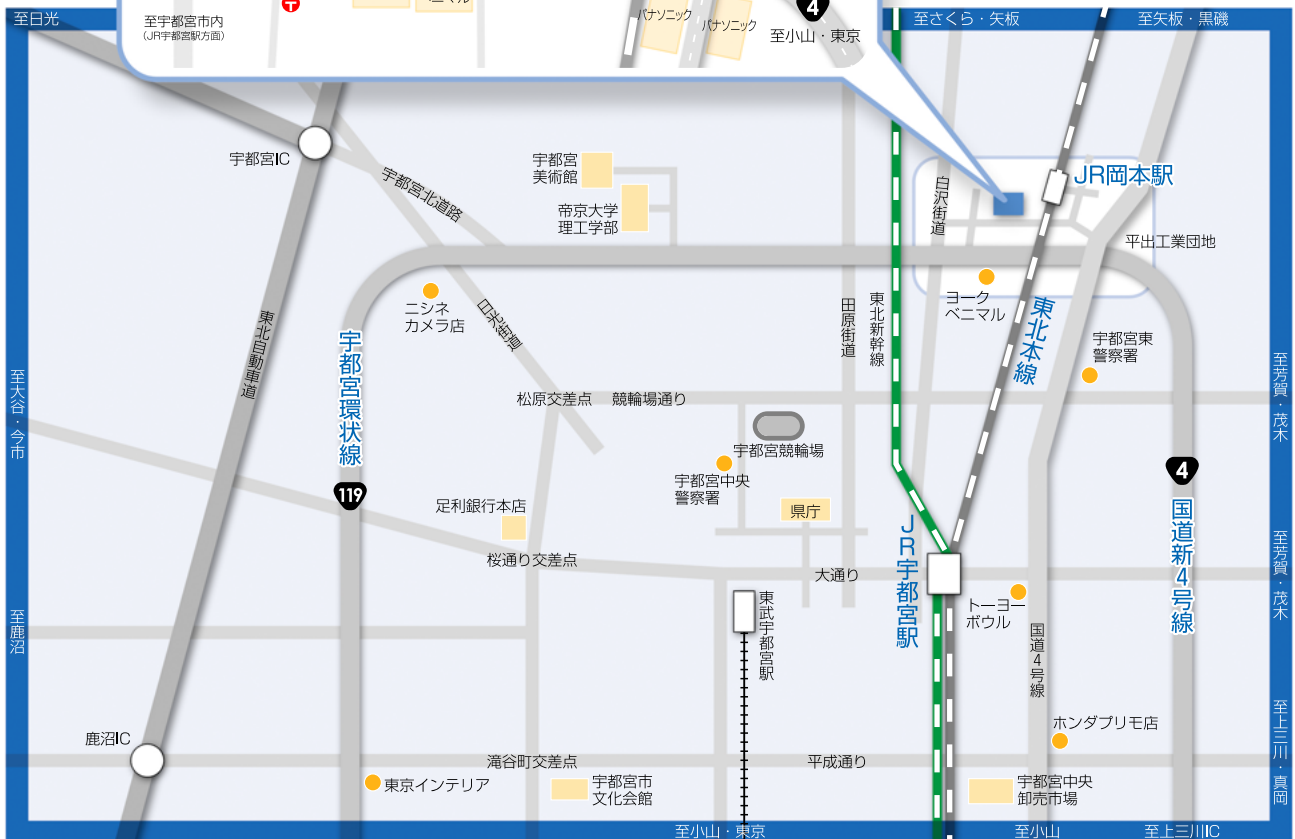 至日光
〒
至宇都宮市内
(JR宇都宮駅方面)
パナソニック
パナソニック
4
至小山・東京
至さくら・矢板
至矢板・黒磯
宇都宮IC
宇都宮北道路
宇都宮
美術館
帝京大学
理工学部
白沢街道
JR岡本駅
平出工業団地
ニシネ
カメラ店
日光街道
東北自動車道
宇都宮環状線
119
田原街道
東北新幹線
ヨーク
ベニマル
東北本線
宇都宮東
警察署
至大谷・今市
至芳賀・茂木
松原交差点
競輪場通り
宇都宮競輪場
宇都宮中央
警察署
足利銀行本店
県庁
4
国道新4号線
桜通り交差点
大通り
JR宇都宮駅
トーヨー
ボウル
至芳賀・茂木
東武宇都宮駅
国道4号線
至鹿沼
鹿沼IC
滝谷町交差点
平成通り
ホンダプリモ店
至上三川・真岡
東京インテリア
宇都宮市
文化会館
宇都宮中央
卸売市場
至小山・東京
至小山
至上三川IC